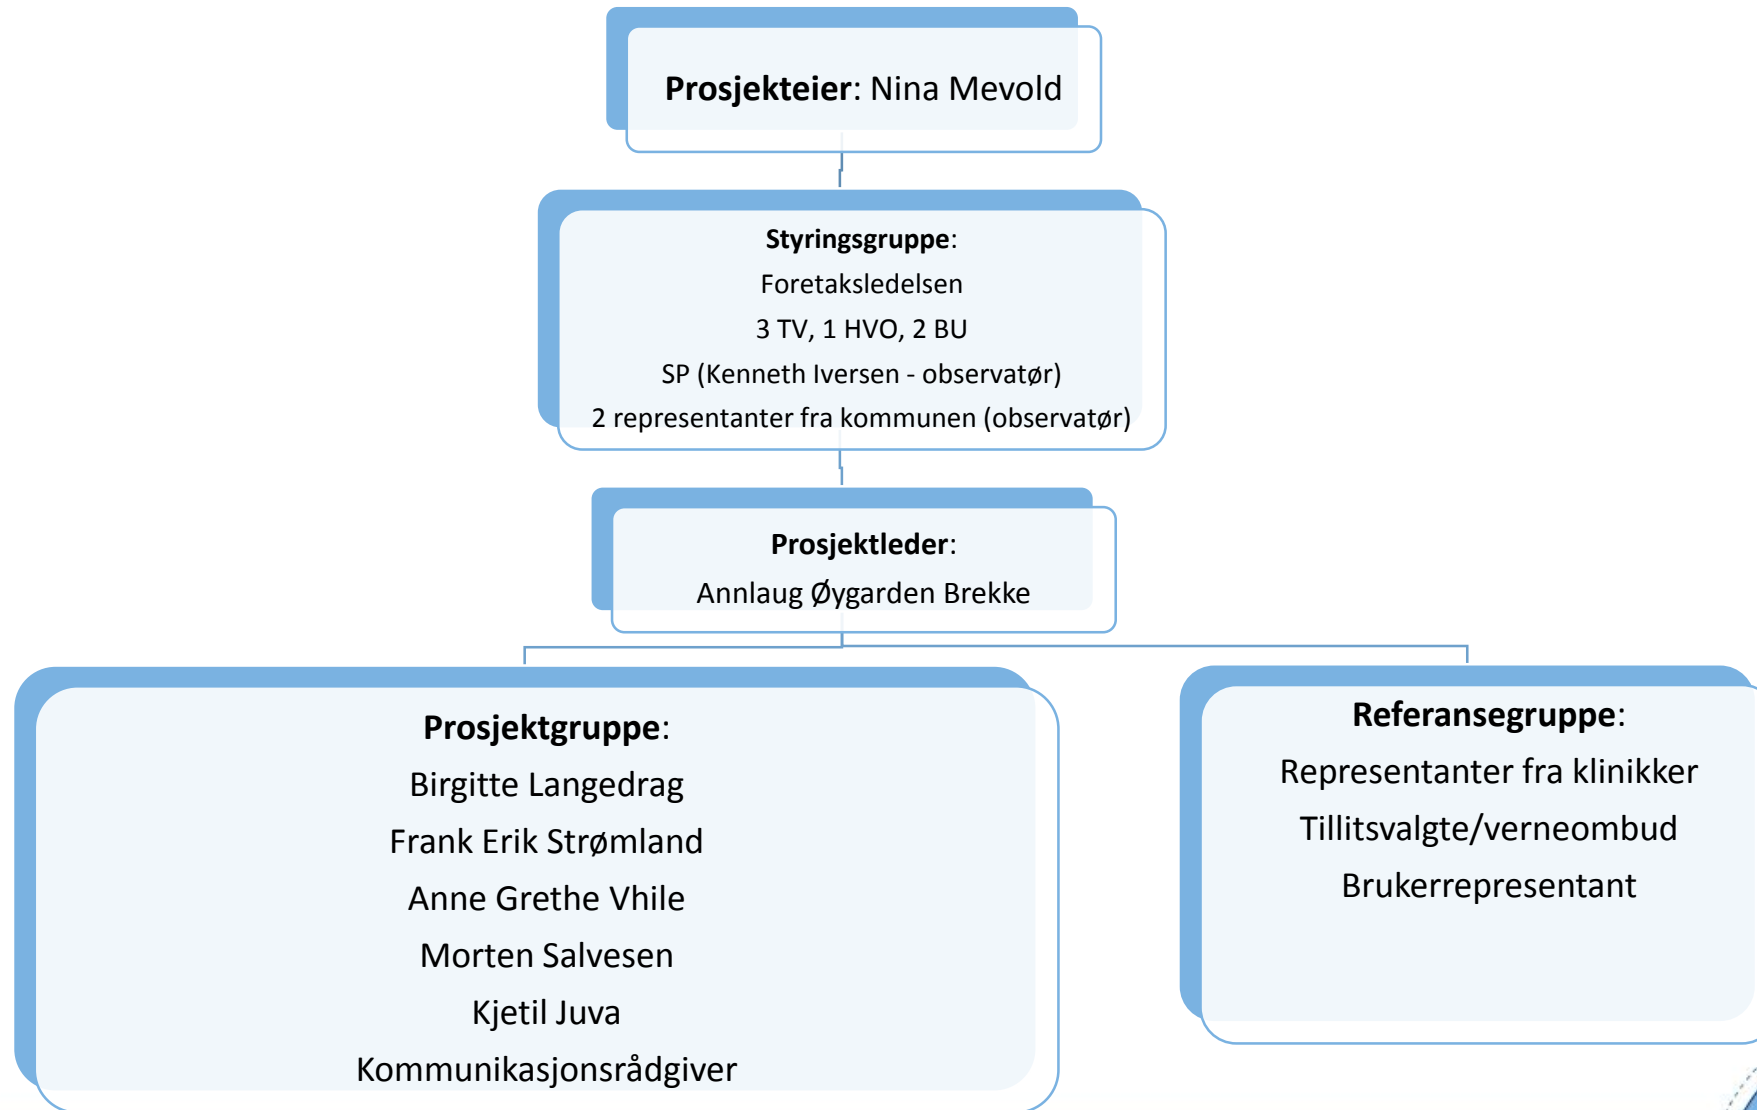 Prosjekteier: Nina Mevold
Styringsgruppe:
Foretaksledelsen
3 TV, 1 HVO, 2 BU
SP (Kenneth Iversen - observatør)
2 representanter fra kommunen (observatør)
Prosjektleder:
Annlaug Øygarden Brekke
Prosjektgruppe:
Birgitte Langedrag
Frank Erik Strømland
Anne Grethe Vhile
Morten Salvesen
Kjetil Juva
Kommunikasjonsrådgiver
Referansegruppe:
Representanter fra klinikker
Tillitsvalgte/verneombud
Brukerrepresentant